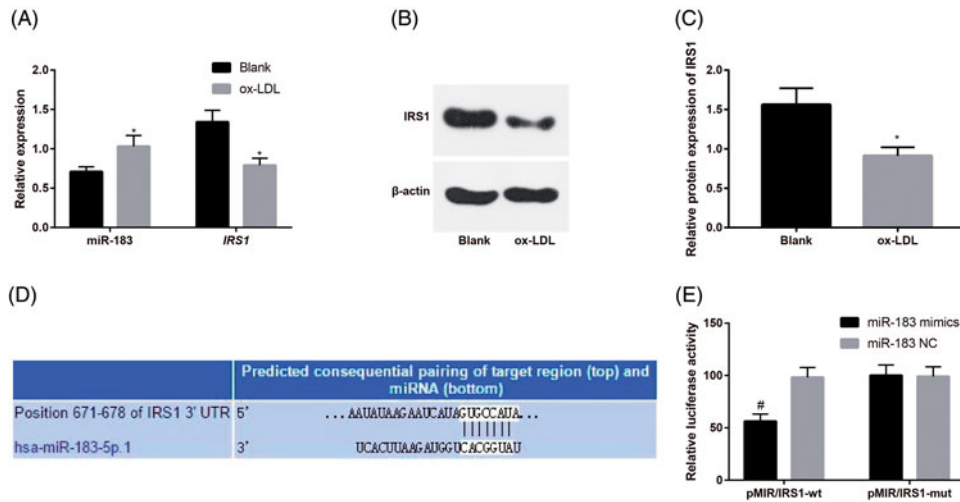 (A)
Relative expression
2.0
1.5
1.0
0.5
0.0
Blank
ox-LDL
*
*
miR-183
IRS1
(B)
IRS1
β-actin
Blank
ox-LDL
(C)
Relative protein expression of IRS1
2.0
1.5
1.0
0.5
0.0
*
Blank
ox-LDL
(D)
Predicted consequential pairing of target region (top) and
miRNA (bottom)
Position 671-678 of IRS1 3' UTR 5' ...AAUAUAAGAAUCAUAGUGCCAUA...
hsa-miR-183-5p.1 3' UCACUUAAGAUGGUCACGGUAU
(E)
Relative luciferase activity
150
100
50
0
miR-183 mimics
miR-183 NC
#
pMIR/IRS1-wt
pMIR/IRS1-mut